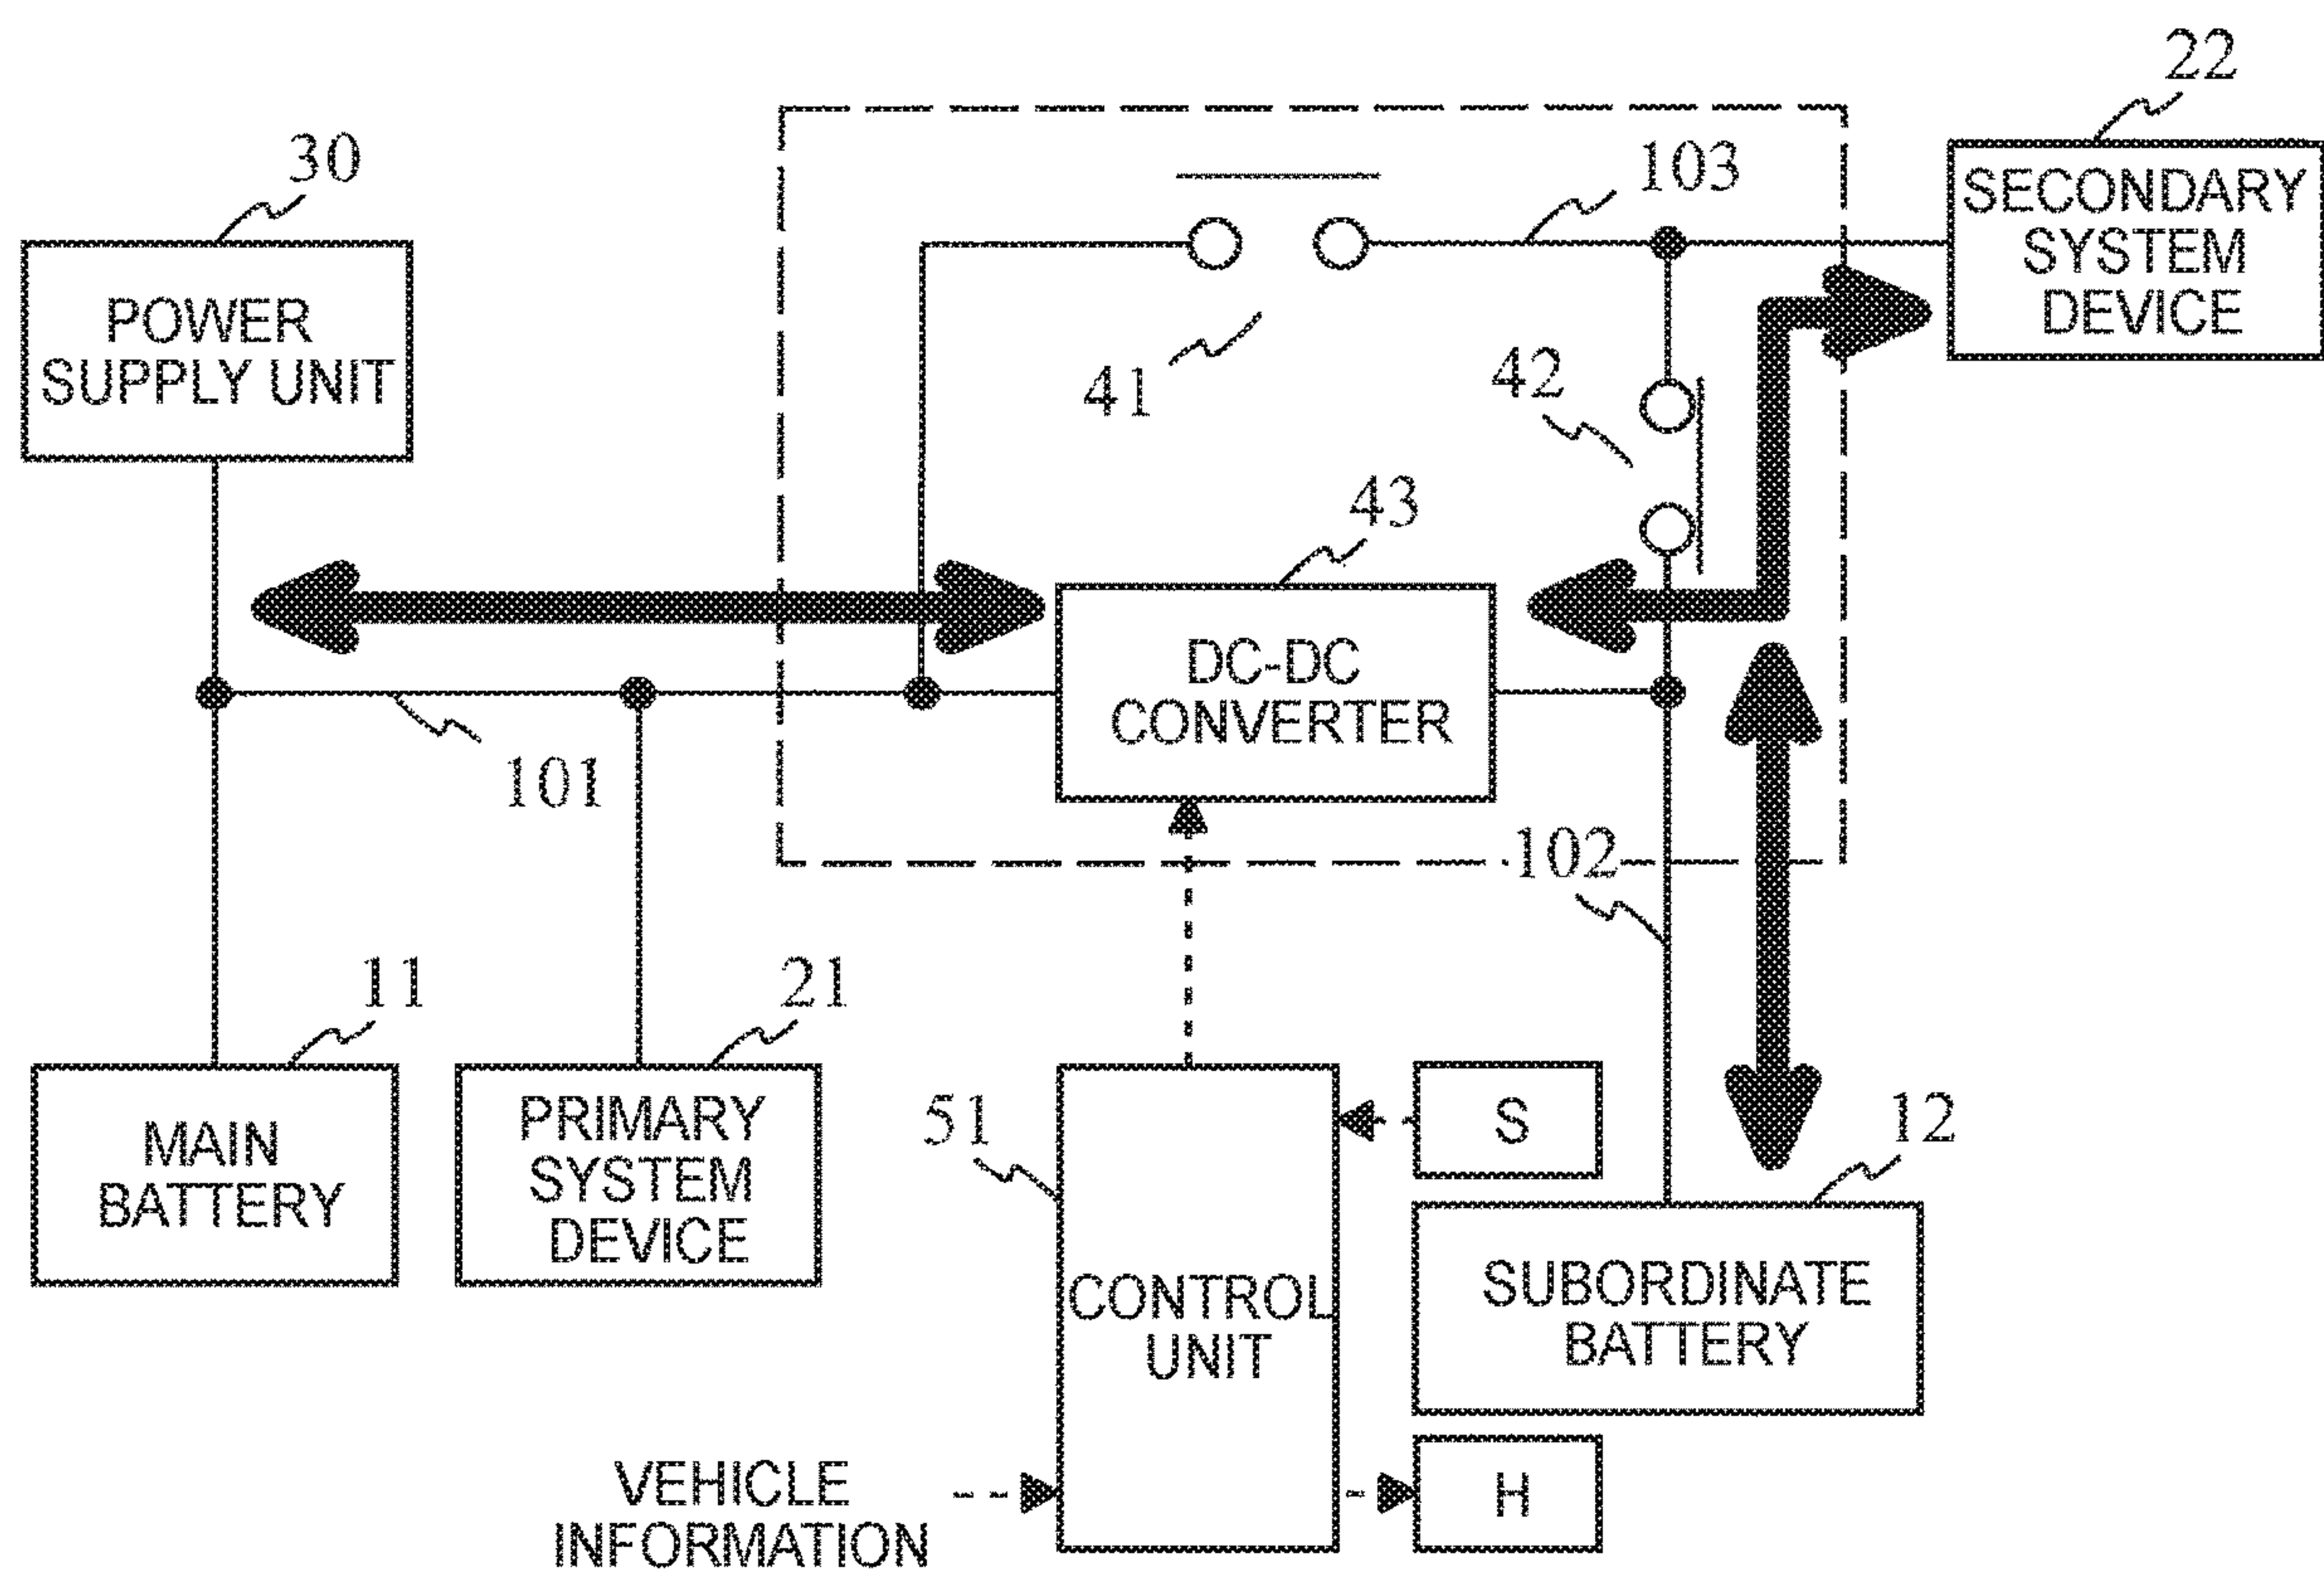 22
30
103
SECONDARY
SYSTEM
DEVICE
POWER
SUPPLY UNIT
41
42
43
DC-DC
CONVERTER
101
102
11
21
51
S
12
MAIN
BATTERY
PRIMARY
SYSTEM
DEVICE
CONTROL
UNIT
SUBORDINATE
BATTERY
VEHICLE
INFORMATION
H